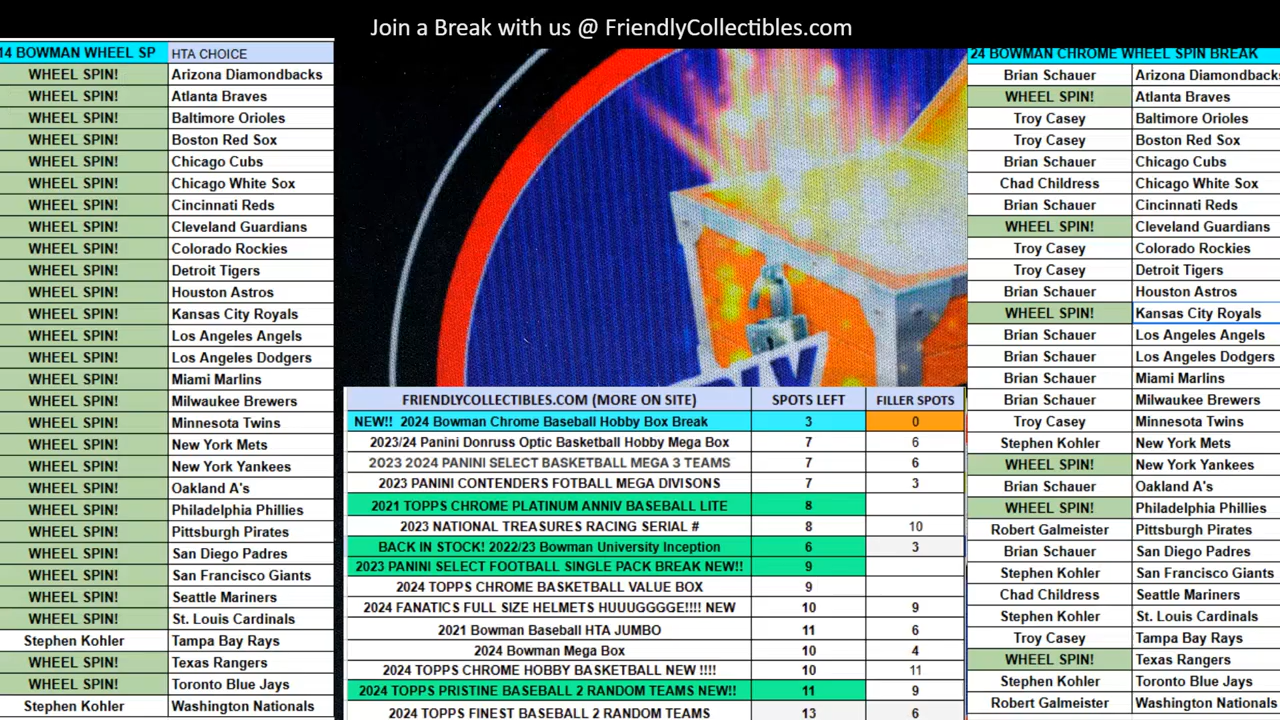 Join a Break with us @ FriendlyCollectibles.com
14 BOWMAN WHEEL SP HTA CHOICE
WHEEL SPIN! Arizona Diamondbacks
WHEEL SPIN! Atlanta Braves
WHEEL SPIN! Baltimore Orioles
WHEEL SPIN! Boston Red Sox
WHEEL SPIN! Chicago Cubs
WHEEL SPIN! Chicago White Sox
WHEEL SPIN! Cincinnati Reds
WHEEL SPIN! Cleveland Guardians
WHEEL SPIN! Colorado Rockies
WHEEL SPIN! Detroit Tigers
WHEEL SPIN! Houston Astros
WHEEL SPIN! Kansas City Royals
WHEEL SPIN! Los Angeles Angels
WHEEL SPIN! Los Angeles Dodgers
WHEEL SPIN! Miami Marlins
WHEEL SPIN! Milwaukee Brewers
WHEEL SPIN! Minnesota Twins
WHEEL SPIN! New York Mets
WHEEL SPIN! New York Yankees
WHEEL SPIN! Oakland A's
WHEEL SPIN! Philadelphia Phillies
WHEEL SPIN! Pittsburgh Pirates
WHEEL SPIN! San Diego Padres
WHEEL SPIN! San Francisco Giants
WHEEL SPIN! Seattle Mariners
WHEEL SPIN! St. Louis Cardinals
Stephen Kohler Tampa Bay Rays
WHEEL SPIN! Texas Rangers
WHEEL SPIN! Toronto Blue Jays
Stephen Kohler Washington Nationals
FRIENDLYCOLLECTIBLES.COM (MORE ON SITE) SPOTS LEFT FILLER SPOTS
NEW!! 2024 Bowman Chrome Baseball Hobby Box Break 3 0
2023/24 Panini Donruss Optic Basketball Hobby Mega Box 7 6
2023 2024 PANINI SELECT BASKETBALL MEGA 3 TEAMS 7 6
2023 PANINI CONTENDERS FOTBALL MEGA DIVISONS 7 3
2021 TOPPS CHROME PLATINUM ANNIV BASEBALL LITE 8
2023 NATIONAL TREASURES RACING SERIAL # 8 10
BACK IN STOCK! 2022/23 Bowman University Inception 6 3
2023 PANINI SELECT FOOTBALL SINGLE PACK BREAK NEW!! 9
2024 TOPPS CHROME BASKETBALL VALUE BOX 9
2024 FANATICS FULL SIZE HELMETS HUUUGGGGE!!!! NEW 10 9
2021 Bowman Baseball HTA JUMBO 11 6
2024 Bowman Mega Box 10 4
2024 TOPPS CHROME HOBBY BASKETBALL NEW !!!! 10 11
2024 TOPPS PRISTINE BASEBALL 2 RANDOM TEAMS NEW!! 11 9
2024 TOPPS FINEST BASEBALL 2 RANDOM TEAMS 13 6
24 BOWMAN CHROME WHEEL SPIN BREAK
Brian Schauer Arizona Diamondbacks
WHEEL SPIN! Atlanta Braves
Troy Casey Baltimore Orioles
Troy Casey Boston Red Sox
Brian Schauer Chicago Cubs
Chad Childress Chicago White Sox
Brian Schauer Cincinnati Reds
WHEEL SPIN! Cleveland Guardians
Troy Casey Colorado Rockies
Troy Casey Detroit Tigers
Brian Schauer Houston Astros
WHEEL SPIN! Kansas City Royals
Brian Schauer Los Angeles Angels
Brian Schauer Los Angeles Dodgers
Brian Schauer Miami Marlins
Brian Schauer Milwaukee Brewers
Troy Casey Minnesota Twins
Stephen Kohler New York Mets
WHEEL SPIN! New York Yankees
Brian Schauer Oakland A's
WHEEL SPIN! Philadelphia Phillies
Robert Galmeister Pittsburgh Pirates
Brian Schauer San Diego Padres
Stephen Kohler San Francisco Giants
Chad Childress Seattle Mariners
Stephen Kohler St. Louis Cardinals
Troy Casey Tampa Bay Rays
WHEEL SPIN! Texas Rangers
Stephen Kohler Toronto Blue Jays
Robert Galmeister Washington Nationals